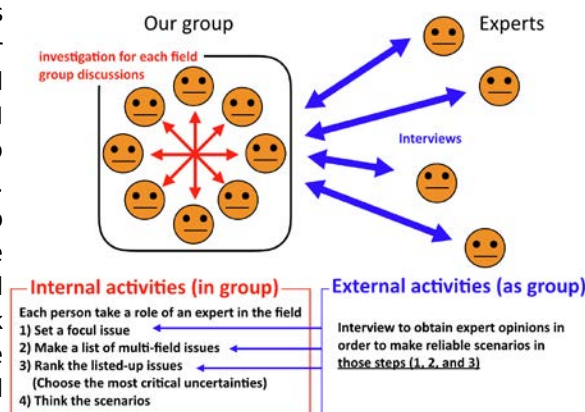 Our group
Experts
investigation for each field
group discussions
Interviews
Internal activities (in group)
Each person take a role of an expert in the field
1) Set a focul issue
2) Make a list of multi-field issues
3) Rank the listed-up issues
(Choose the most critical uncertainties)
4) Think the scenarios
External activities (as group)
Interview to obtain expert opinions in
order to make reliable scenarios in
those steps (1, 2, and 3)